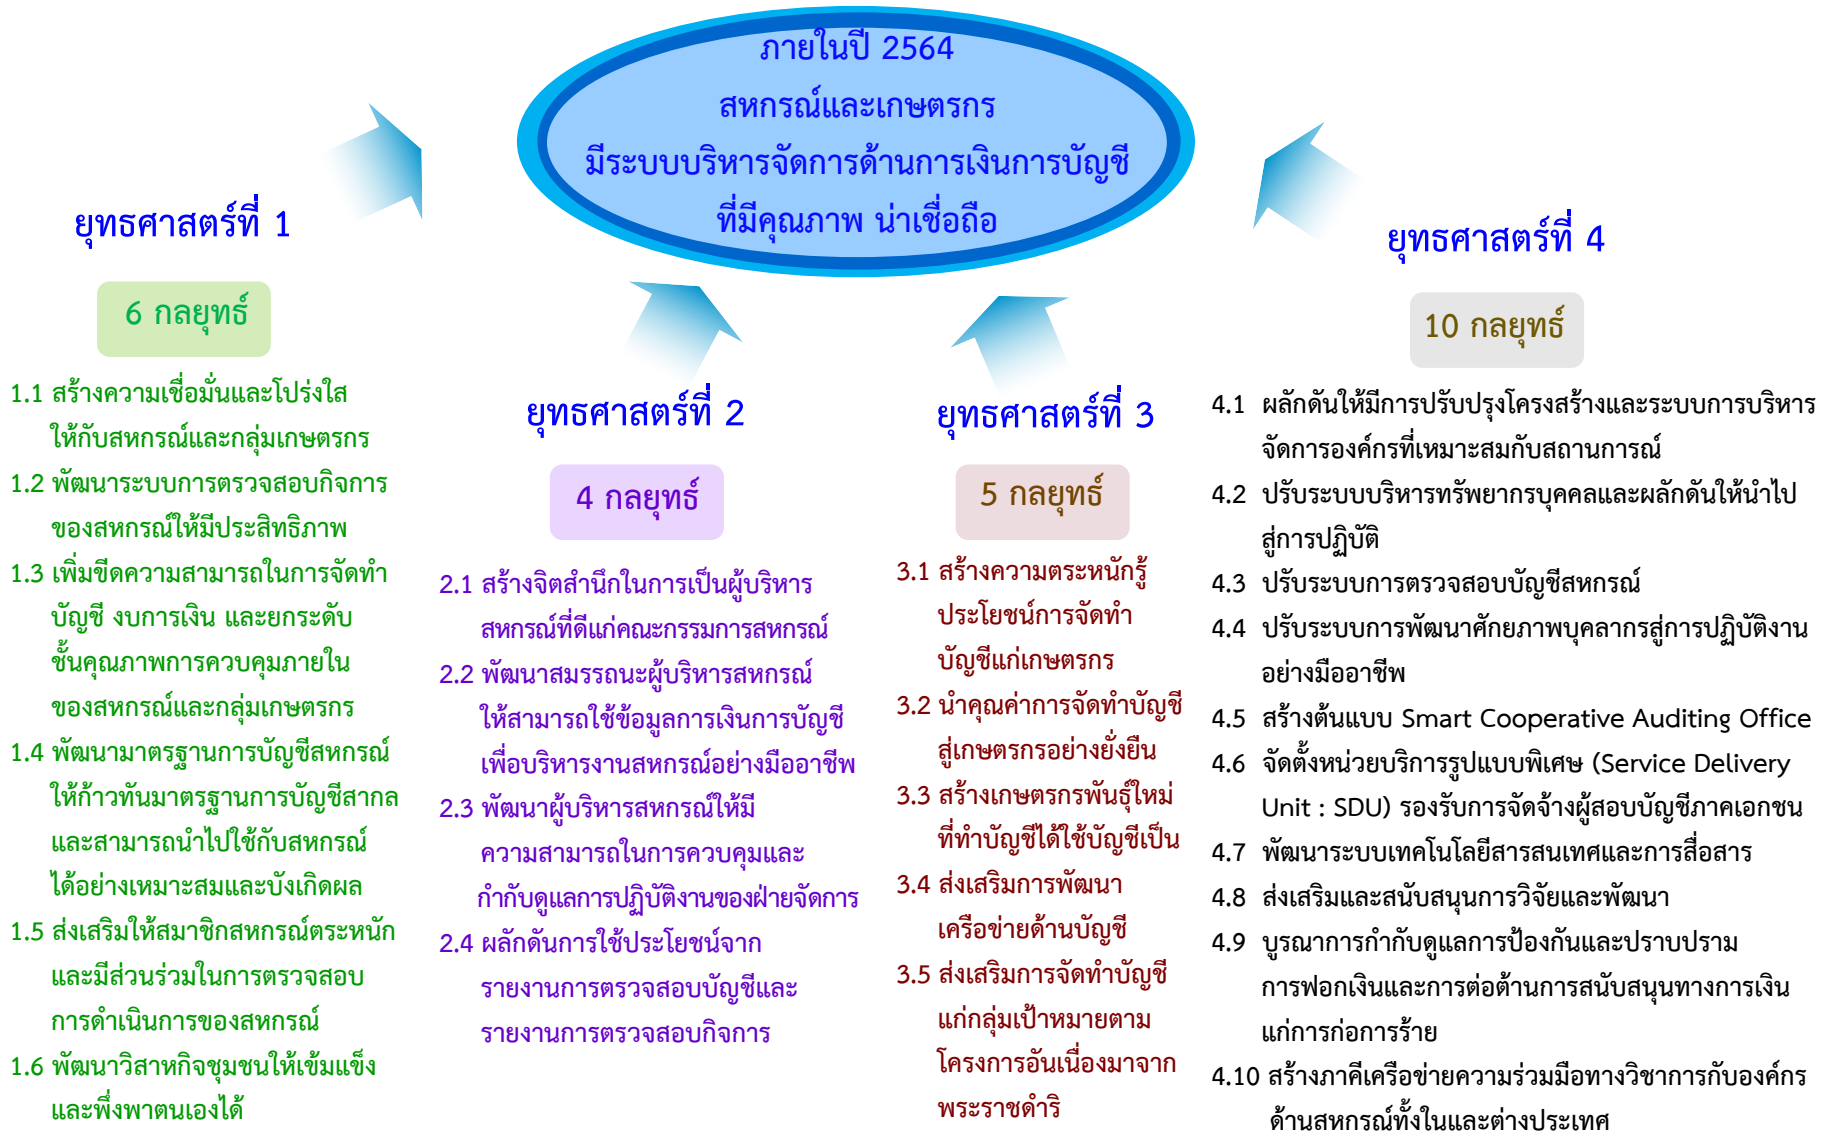 ภายในปี 2564
สหกรณ์และเกษตรกร
มีระบบบริหารจัดการด้านการเงินการบัญชี
ที่มีคุณภาพ น่าเชื่อถือ
ยุทธศาสตร์ที่ 1
6 กลยุทธ์
1.1 สร้างความเชื่อมั่นและโปร่งใส
ให้กับสหกรณ์และกลุ่มเกษตรกร
1.2 พัฒนาระบบการตรวจสอบกิจการ
ของสหกรณ์ให้มีประสิทธิภาพ
1.3 เพิ่มขีดความสามารถในการจัดทำ
บัญชี งบการเงิน และยกระดับ
ชั้นคุณภาพการควบคุมภายใน
ของสหกรณ์และกลุ่มเกษตรกร
1.4 พัฒนามาตรฐานการบัญชีสหกรณ์
ให้ก้าวทันมาตรฐานการบัญชีสากล
และสามารถนำไปใช้กับสหกรณ์
ได้อย่างเหมาะสมและบังเกิดผล
1.5 ส่งเสริมให้สมาชิกสหกรณ์ตระหนัก
และมีส่วนร่วมในการตรวจสอบ
การดำเนินการของสหกรณ์
1.6 พัฒนาวิสาหกิจชุมชนให้เข้มแข็ง
และพึ่งพาตนเองได้
ยุทธศาสตร์ที่ 2
4 กลยุทธ์
2.1 สร้างจิตสำนึกในการเป็นผู้บริหาร
สหกรณ์ที่ดีแก่คณะกรรมการสหกรณ์
2.2 พัฒนาสมรรถนะผู้บริหารสหกรณ์
ให้สามารถใช้ข้อมูลการเงินการบัญชี
เพื่อบริหารงานสหกรณ์อย่างมืออาชีพ
2.3 พัฒนาผู้บริหารสหกรณ์ให้มี
ความสามารถในการควบคุมและ
กำกับดูแลการปฏิบัติงานของฝ่ายจัดการ
2.4 ผลักดันการใช้ประโยชน์จาก
รายงานการตรวจสอบบัญชีและ
รายงานการตรวจสอบกิจการ
ยุทธศาสตร์ที่ 3
5 กลยุทธ์
3.1 สร้างความตระหนักรู้
ประโยชน์การจัดทำ
บัญชีแก่เกษตรกร
3.2 นำคุณค่าการจัดทำบัญชี
สู่เกษตรกรอย่างยั่งยืน
3.3 สร้างเกษตรกรพันธุ์ใหม่
ที่ทำบัญชีได้ใช้บัญชีเป็น
3.4 ส่งเสริมการพัฒนา
เครือข่ายด้านบัญชี
3.5 ส่งเสริมการจัดทำบัญชี
แก่กลุ่มเป้าหมายตาม
โครงการอันเนื่องมาจาก
พระราชดำริ
ยุทธศาสตร์ที่ 4
10 กลยุทธ์
4.1 ผลักดันให้มีการปรับปรุงโครงสร้างและระบบการบริหาร
จัดการองค์กรที่เหมาะสมกับสถานการณ์
4.2 ปรับระบบบริหารทรัพยากรบุคคลและผลักดันให้นำไป
สู่การปฏิบัติ
4.3 ปรับระบบการตรวจสอบบัญชีสหกรณ์
4.4 ปรับระบบการพัฒนาศักยภาพบุคลากรสู่การปฏิบัติงาน
อย่างมืออาชีพ
4.5 สร้างต้นแบบ Smart Cooperative Auditing Office
4.6 จัดตั้งหน่วยบริการรูปแบบพิเศษ (Service Delivery
Unit : SDU) รองรับการจัดจ้างผู้สอบบัญชีภาคเอกชน
4.7 พัฒนาระบบเทคโนโลยีสารสนเทศและการสื่อสาร
4.8 ส่งเสริมและสนับสนุนการวิจัยและพัฒนา
4.9 บูรณาการกำกับดูแลการป้องกันและปราบปราม
การฟอกเงินและการต่อต้านการสนับสนุนทางการเงิน
แก่การก่อการร้าย
4.10 สร้างภาคีเครือข่ายความร่วมมือทางวิชาการกับองค์กร
ด้านสหกรณ์ทั้งในและต่างประเทศ